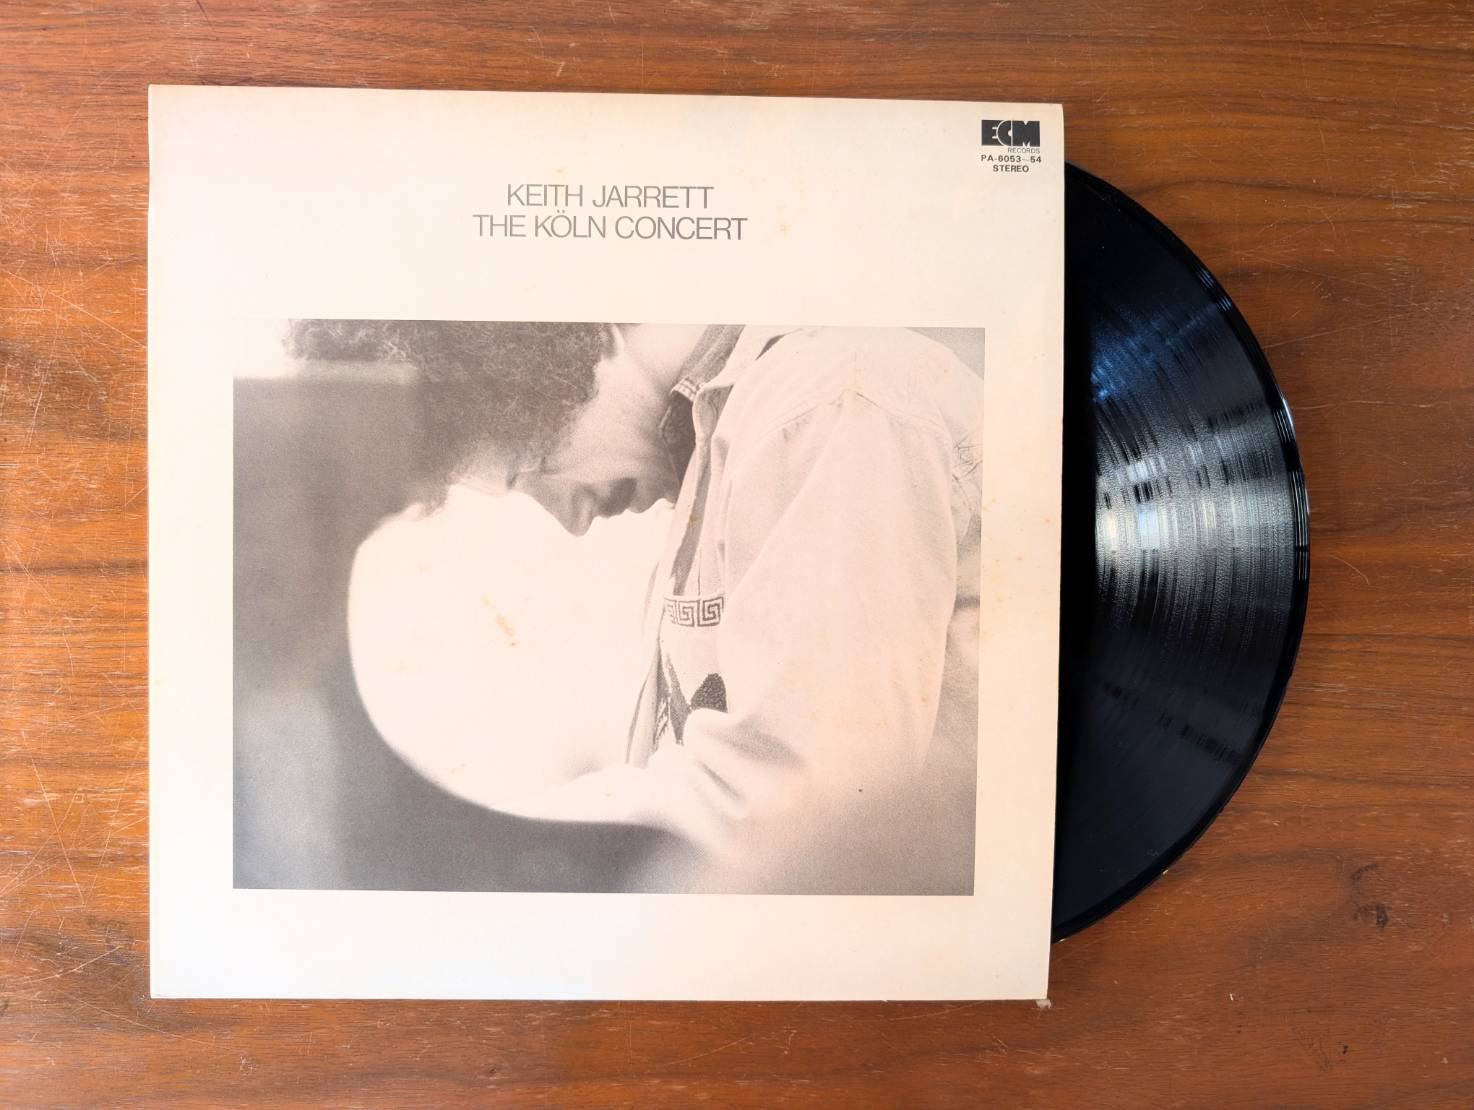 KEITH JARRETT
THE KÖLN CONCERT
ECM
RECORDS
PA-6053~54
STEREO